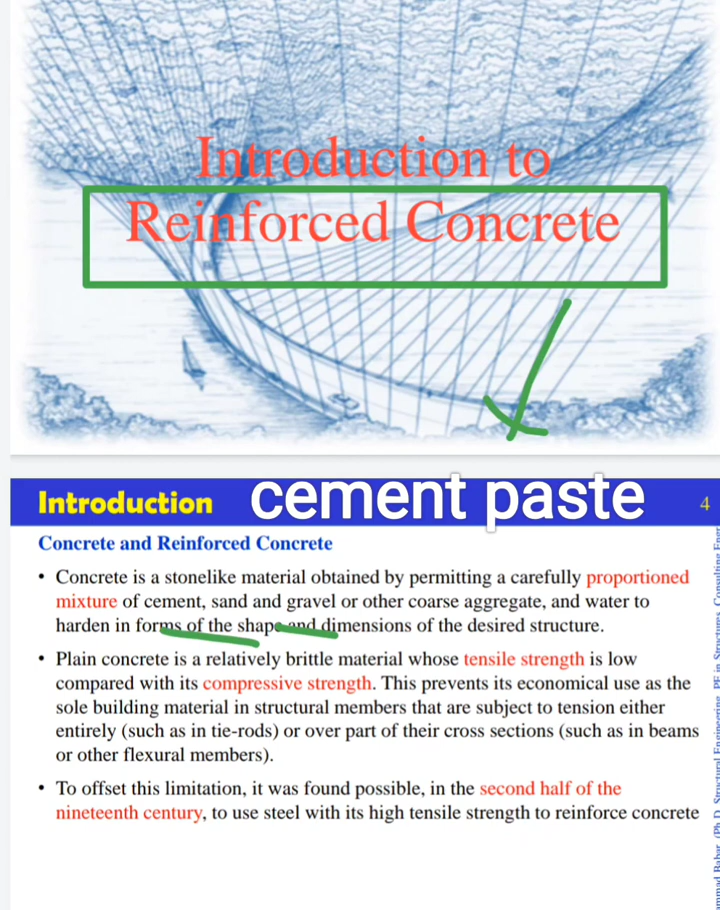 Introduction to
Reinforced Concrete
Introduction
cement paste
4
Concrete and Reinforced Concrete
• Concrete is a stonelike material obtained by permitting a carefully proportioned
mixture of cement, sand and gravel or other coarse aggregate, and water to
harden in forms of the shape and dimensions of the desired structure.
• Plain concrete is a relatively brittle material whose tensile strength is low
compared with its compressive strength. This prevents its economical use as the
sole building material in structural members that are subject to tension either
entirely (such as in tie-rods) or over part of their cross sections (such as in beams
or other flexural members).
• To offset this limitation, it was found possible, in the second half of the
nineteenth century, to use steel with its high tensile strength to reinforce concrete